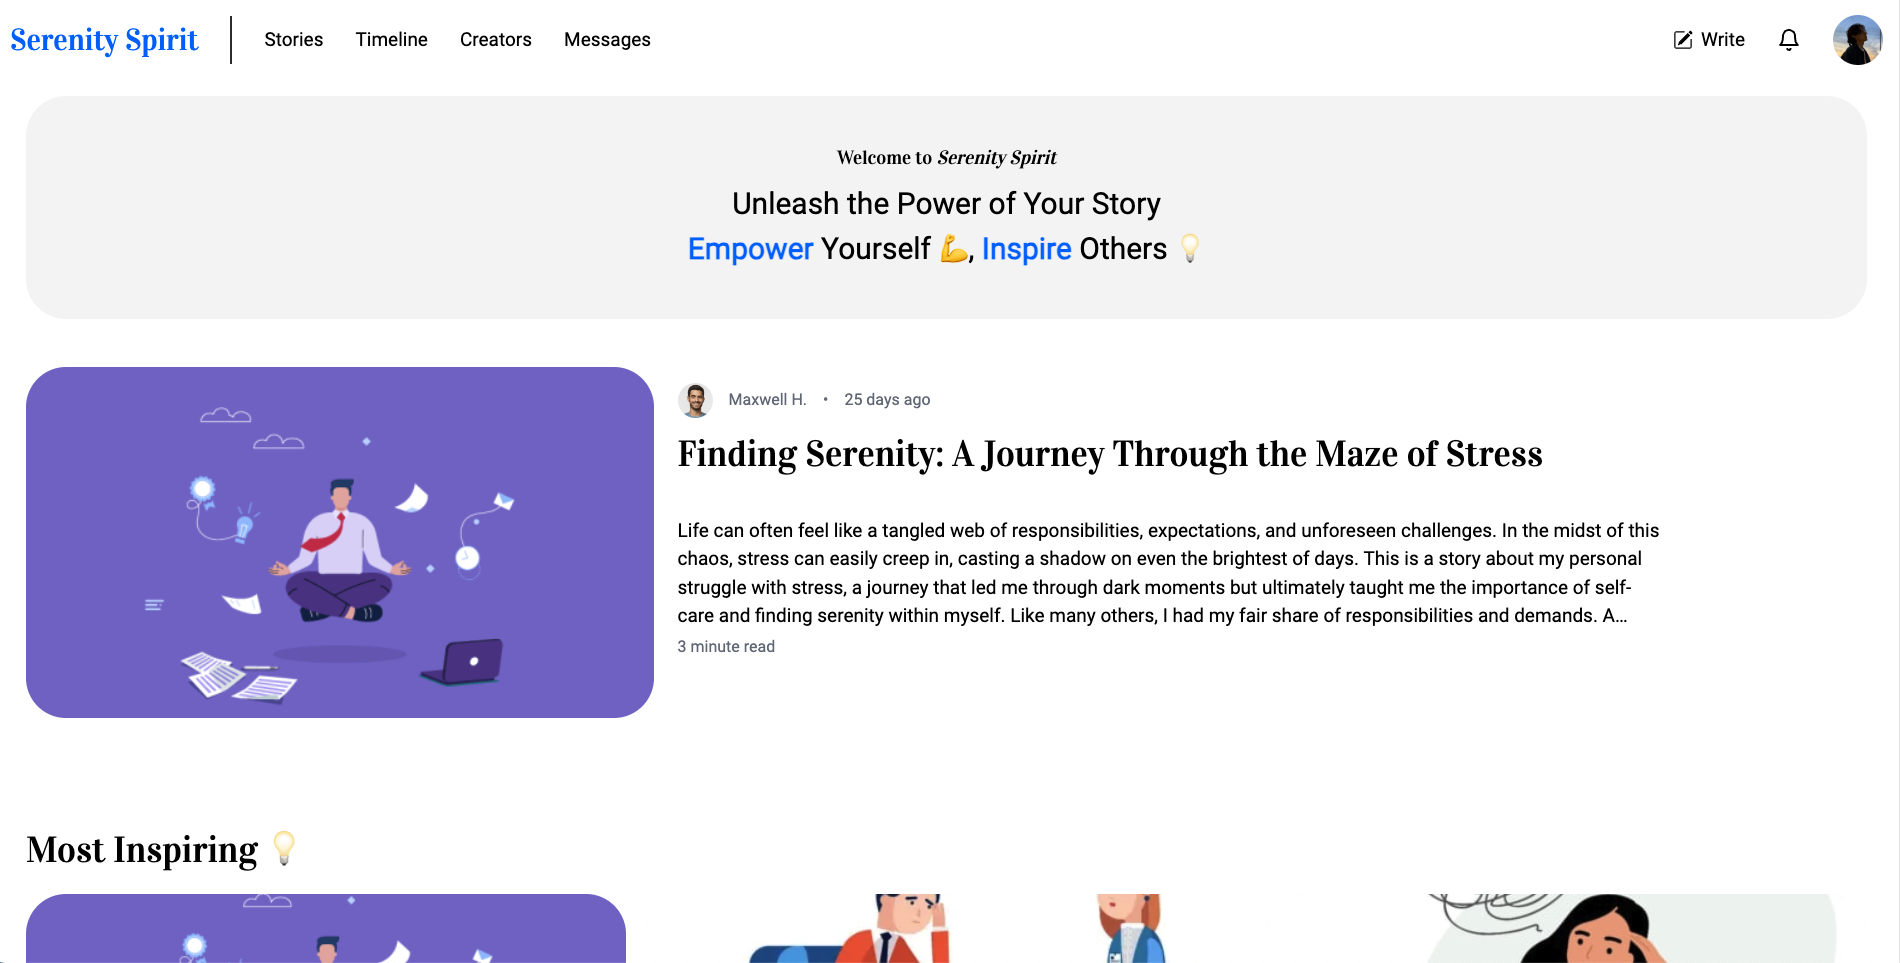 Serenity Spirit
Stories
Timeline
Creators
Messages
Write
Welcome to Serenity Spirit
Unleash the Power of Your Story
Empower Yourself 💪, Inspire Others 💡
Maxwell H. • 25 days ago
Finding Serenity: A Journey Through the Maze of Stress
Life can often feel like a tangled web of responsibilities, expectations, and unforeseen challenges. In the midst of this
chaos, stress can easily creep in, casting a shadow on even the brightest of days. This is a story about my personal
struggle with stress, a journey that led me through dark moments but ultimately taught me the importance of self-
care and finding serenity within myself. Like many others, I had my fair share of responsibilities and demands. A...
3 minute read
Most Inspiring 💡